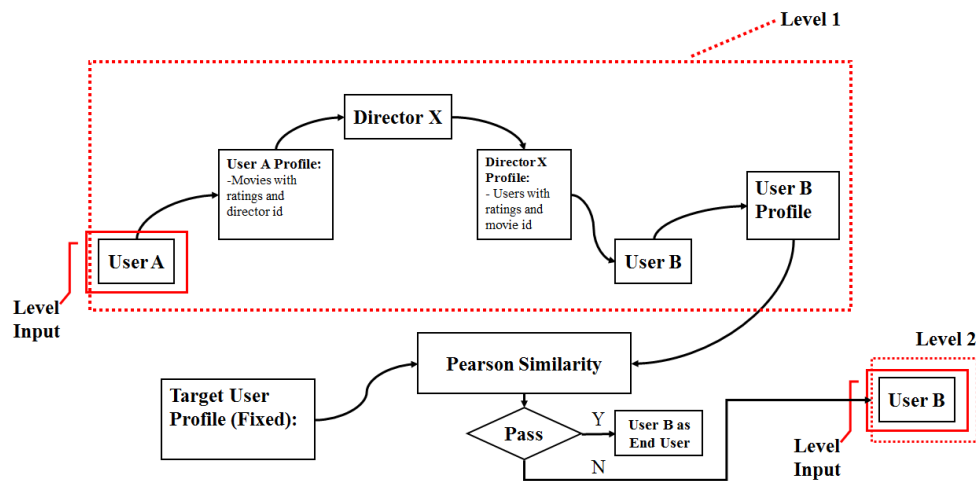 Level 1
Director X
User A Profile:
-Movies with
ratings and
director id
Director X
Profile:
- Users with
ratings and
movie id
User B
Profile
User A
User B
Level
Input
Level 2
Pearson Similarity
Target User
Profile (Fixed):
User B
Pass
Y
User B as
End User
N
Level
Input